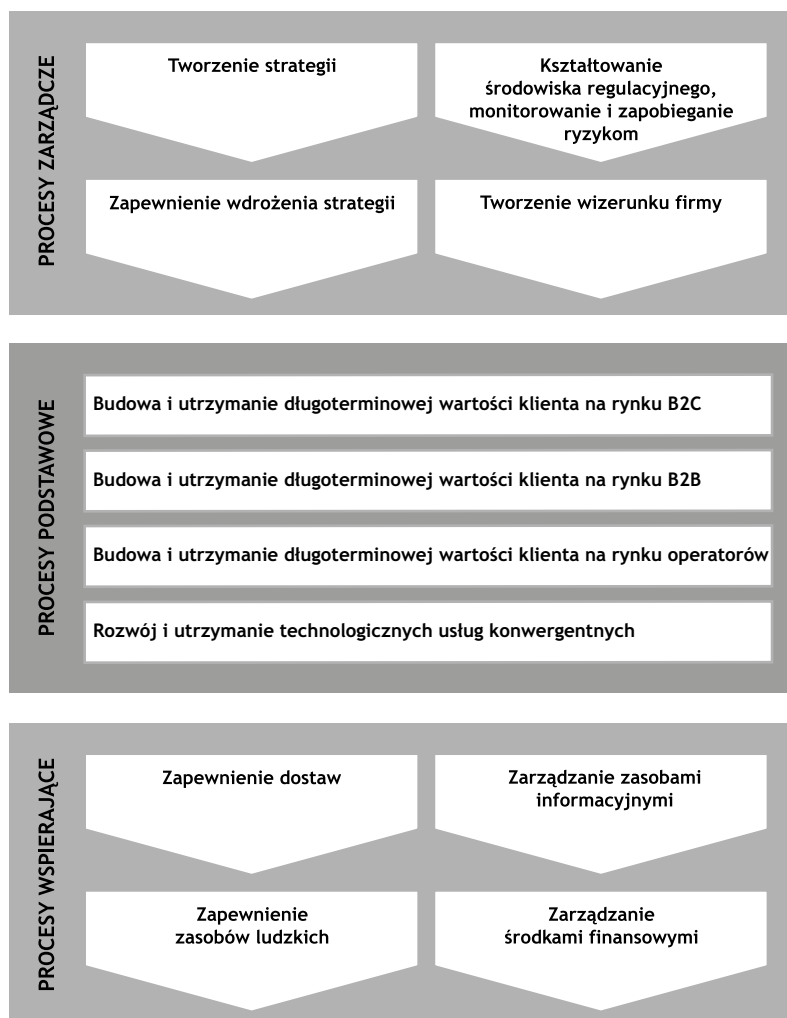 PROCESY ZARZĄDCZE
Tworzenie strategii
Kształtowanie
środowiska regulacyjnego,
monitorowanie i zapobieganie
ryzykom
Zapewnienie wdrożenia strategii
Tworzenie wizerunku firmy
PROCESY PODSTAWOWE
Budowa i utrzymanie długoterminowej wartości klienta na rynku B2C
Budowa i utrzymanie długoterminowej wartości klienta na rynku B2B
Budowa i utrzymanie długoterminowej wartości klienta na rynku operatorów
Rozwój i utrzymanie technologicznych usług konwergentnych
PROCESY WSPIERAJĄCE
Zapewnienie dostaw
Zarządzanie zasobami
informacyjnymi
Zapewnienie
zasobów ludzkich
Zarządzanie
środkami finansowymi